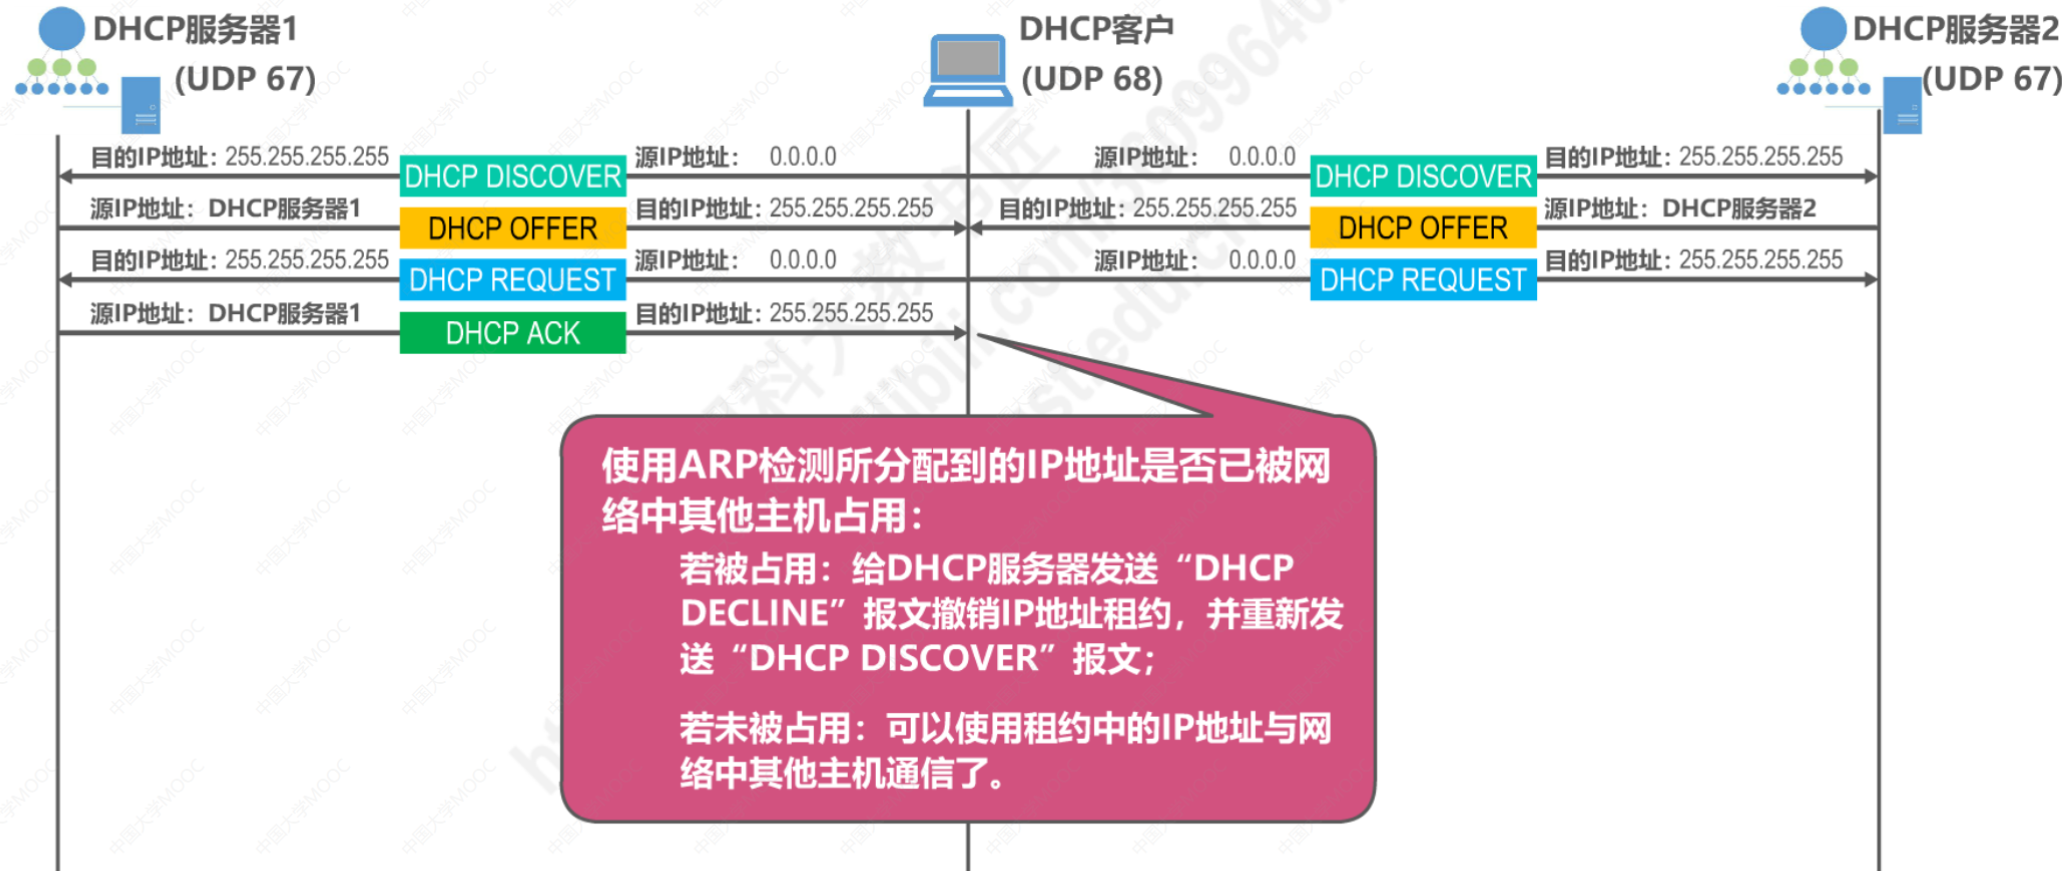 DHCP服务器1
(UDP 67)
DHCP客户
(UDP 68)
DHCP服务器2
(UDP 67)
目的IP地址：255.255.255.255
DHCP DISCOVER
源IP地址： 0.0.0.0
源IP地址： 0.0.0.0
DHCP DISCOVER
目的IP地址：255.255.255.255
源IP地址：DHCP服务器1
DHCP OFFER
目的IP地址：255.255.255.255
目的IP地址：255.255.255.255
DHCP OFFER
源IP地址：DHCP服务器2
目的IP地址：255.255.255.255
DHCP REQUEST
源IP地址： 0.0.0.0
源IP地址： 0.0.0.0
DHCP REQUEST
目的IP地址：255.255.255.255
源IP地址：DHCP服务器1
DHCP ACK
目的IP地址：255.255.255.255
使用ARP检测所分配到的IP地址是否已被网
络中其他主机占用：
若被占用：给DHCP服务器发送“DHCP
DECLINE”报文撤销IP地址租约，并重新发
送“DHCP DISCOVER”报文；
若未被占用：可以使用租约中的IP地址与网
络中其他主机通信了。
中国大学MOOC